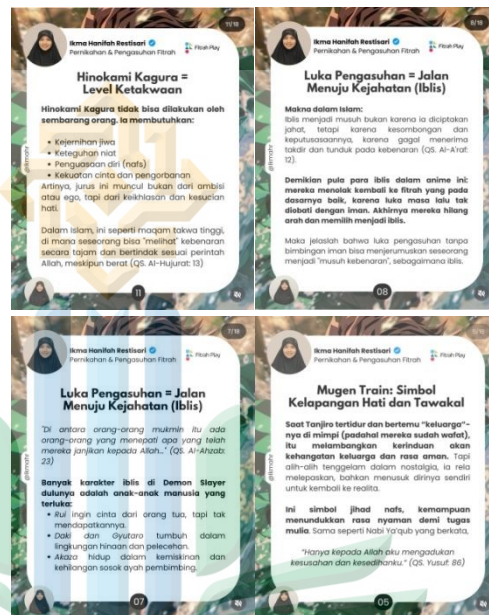 11/18
Ikma Hanifah Restisari
Pernikahan & Pengasuhan Fitrah
Fitrah Play
Hinokami Kagura =
Level Ketakwaan
Hinokami Kagura tidak bisa dilakukan oleh
sembarang orang. Ia membutuhkan:
• Kejernihan jiwa
• Keteguhan niat
• Penguasaan diri (nafs)
• Kekuatan cinta dan pengorbanan
Artinya, jurus ini muncul bukan dari ambisi
atau ego, tapi dari keikhlasan dan kesucian
hati.
Dalam Islam, ini seperti maqam takwa tinggi,
di mana seseorang bisa "melihat" kebenaran
secara tajam dan bertindak sesuai perintah
Allah, meskipun berat (QS. Al-Hujurat: 13)
@ikmahr
11
8/18
Ikma Hanifah Restisari
Pernikahan & Pengasuhan Fitrah
Fitrah Play
Luka Pengasuhan = Jalan
Menuju Kejahatan (Iblis)
Makna dalam Islam:
Iblis menjadi musuh bukan karena ia diciptakan
jahat, tetapi karena kesombongan dan
keputusasaannya, karena gagal menerima
takdir dan tunduk pada kebenaran (QS. Al-A'raf:
12).
Demikian pula para iblis dalam anime ini:
mereka menolak kembali ke fitrah yang pada
dasarnya baik, karena luka masa lalu tak
diobati dengan iman. Akhirnya mereka hilang
arah dan memilih menjadi iblis.
Maka jelaslah bahwa luka pengasuhan tanpa
bimbingan iman bisa menjerumuskan seseorang
menjadi "musuh kebenaran", sebagaimana iblis.
@ikmahr
08
7/18
Ikma Hanifah Restisari
Pernikahan & Pengasuhan Fitrah
Fitrah Play
Luka Pengasuhan = Jalan
Menuju Kejahatan (Iblis)
"Di antara orang-orang mukmin itu ada
orang-orang yang menepati apa yang telah
mereka janjikan kepada Allah..." (QS. Al-Ahzab:
23)
Banyak karakter iblis di Demon Slayer
dulunya adalah anak-anak manusia yang
terluka:
• Rui ingin cinta dari orang tua, tapi tak
mendapatkannya.
• Daki dan Gyutaro tumbuh dalam
lingkungan hinaan dan pelecehan.
• Akaza hidup dalam kemiskinan dan
kehilangan sosok ayah pembimbing.
@ikmahr
07
5/18
Ikma Hanifah Restisari
Pernikahan & Pengasuhan Fitrah
Fitrah Play
Mugen Train: Simbol
Kelapangan Hati dan Tawakal
Saat Tanjiro tertidur dan bertemu "keluarga"-
nya di mimpi (padahal mereka sudah wafat),
itu melambangkan kerinduan akan
kehangatan keluarga dan rasa aman. Tapi
alih-alih tenggelam dalam nostalgia, ia rela
melepaskan, bahkan menusuk dirinya sendiri
untuk kembali ke realita.
Ini simbol jihad nafs, kemampuan
menundukkan rasa nyaman demi tugas
mulia. Sama seperti Nabi Ya'qub yang berkata,
"Hanya kepada Allah aku mengadukan
kesusahan dan kesedihanku." (QS. Yusuf: 86)
@ikmahr
05